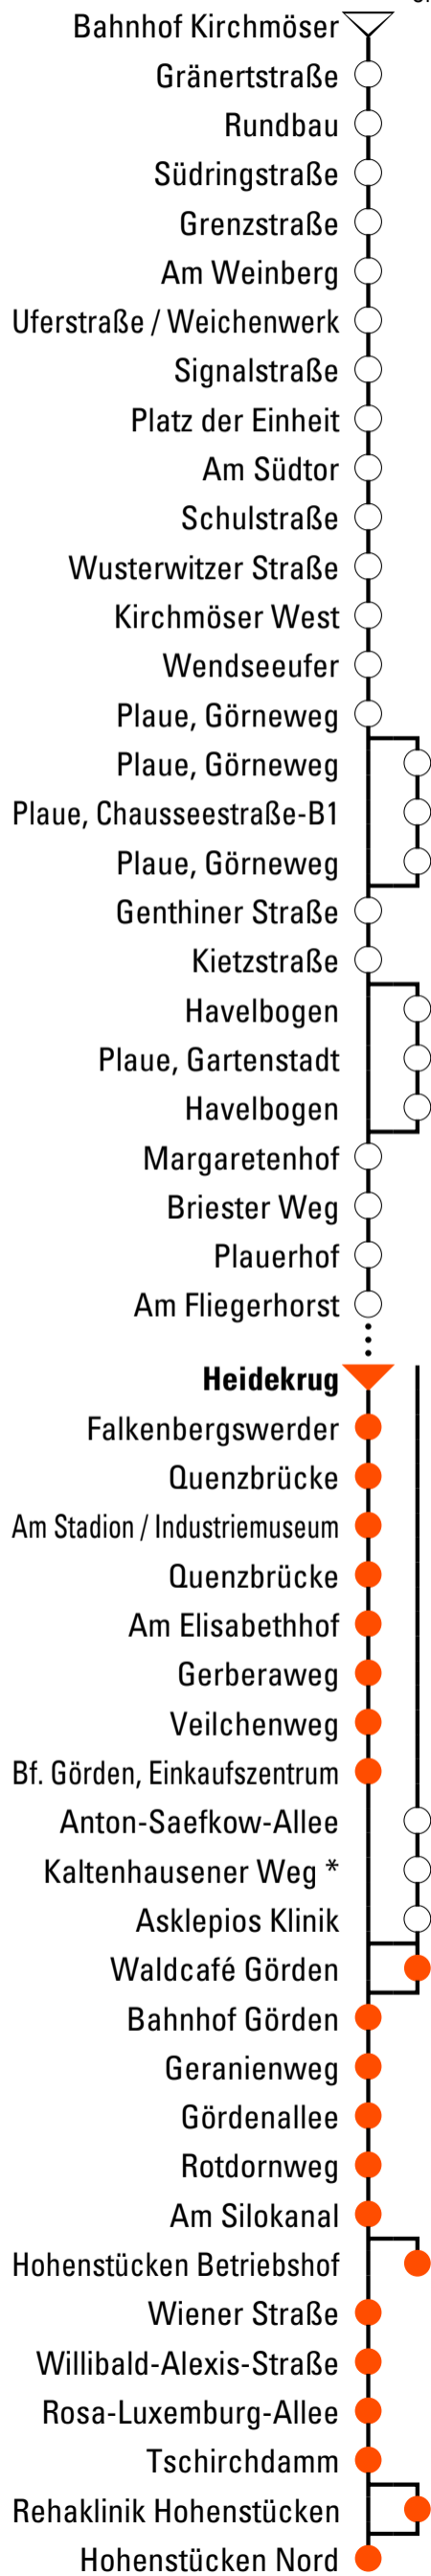 Bahnhof Kirchmöser
Gränertstraße
Rundbau
Südringstraße
Grenzstraße
Am Weinberg
Uferstraße / Weichenwerk
Signalstraße
Platz der Einheit
Am Südtor
Schulstraße
Wusterwitzer Straße
Kirchmöser West
Wendseeufer
Plaue, Görneweg
Plaue, Görneweg
Plaue, Chausseestraße-B1
Plaue, Görneweg
Genthiner Straße
Kietzstraße
Havelbogen
Plaue, Gartenstadt
Havelbogen
Margaretenhof
Briester Weg
Plauerhof
Am Fliegerhorst
Heidekrug
Falkenbergswerder
Quenzbrücke
Am Stadion / Industriemuseum
Quenzbrücke
Am Elisabethhof
Gerberaweg
Veilchenweg
Bf. Görden, Einkaufszentrum
Anton-Saefkow-Allee
Kaltenhausener Weg *
Asklepios Klinik
Waldcafé Görden
Bahnhof Görden
Geranienweg
Gördenallee
Rotdornweg
Am Silokanal
Hohenstücken Betriebshof
Wiener Straße
Willibald-Alexis-Straße
Rosa-Luxemburg-Allee
Tschirchdamm
Rehaklinik Hohenstücken
Hohenstücken Nord